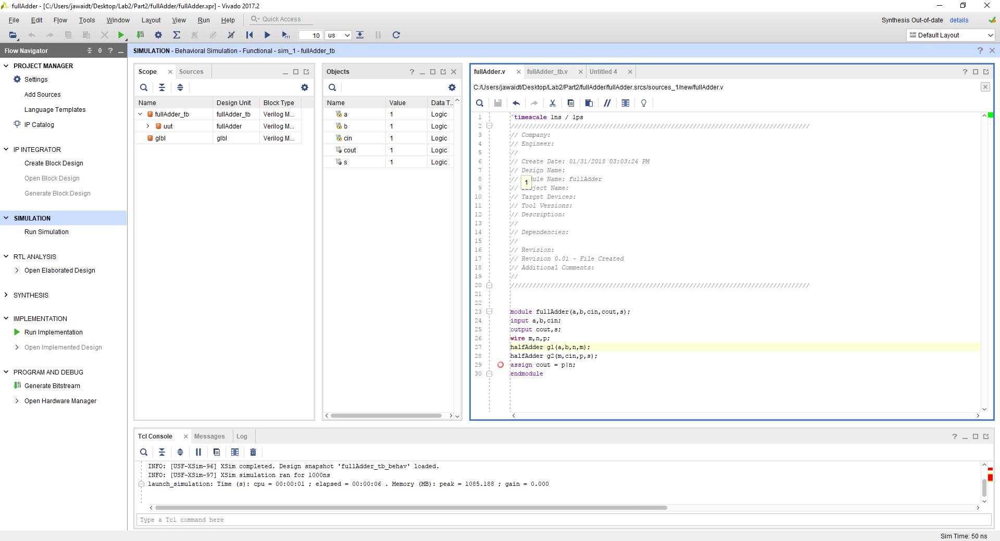 fullAdder - [C:/Users/jawaidt/Desktop/Lab2/Part2/fullAdder/fullAdder.xpr] - Vivado 2017.2
File Edit Flow Tools Window Layout View Run Help Quick Access
Synthesis Out-of-date details
10 us
Default Layout
Flow Navigator
PROJECT MANAGER
Settings
Add Sources
Language Templates
IP Catalog
IP INTEGRATOR
Create Block Design
Open Block Design
Generate Block Design
SIMULATION
Run Simulation
RTL ANALYSIS
Open Elaborated Design
SYNTHESIS
IMPLEMENTATION
Run Implementation
Open Implemented Design
PROGRAM AND DEBUG
Generate Bitstream
Open Hardware Manager
SIMULATION - Behavioral Simulation - Functional - sim_1 - fullAdder_tb
Scope Sources
Name Design Unit Block Type
fullAdder_tb fullAdder_tb Verilog M...
uut fullAdder Verilog M...
glbl glbl Verilog M...
Objects
Name Value Data T...
a 1 Logic
b 1 Logic
cin 1 Logic
cout 1 Logic
s 1 Logic
fullAdder.v fullAdder_tb.v Untitled 4
C:/Users/jawaidt/Desktop/Lab2/Part2/fullAdder/fullAdder.srcs/sources_1/new/fullAdder.v
1 `timescale 1ns / 1ps
2 //////////////////////////////////////////////////////////////////////////////////
3 // Company:
4 // Engineer:
5 //
6 // Create Date: 01/31/2018 03:03:24 PM
7 // Design Name:
8 // ule Name: fullAdder
1
9 // ject Name:
10 // Target Devices:
11 // Tool Versions:
12 // Description:
13 //
14 // Dependencies:
15 //
16 // Revision:
17 // Revision 0.01 - File Created
18 // Additional Comments:
19 //
20 //////////////////////////////////////////////////////////////////////////////////
21
22
23 module fullAdder(a,b,cin,cout,s);
24 input a,b,cin;
25 output cout,s;
26 wire m,n,p;
27 halfAdder g1(a,b,n,m);
28 halfAdder g2(m,cin,p,s);
29 assign cout = p|n;
30 endmodule
Tcl Console Messages Log
INFO: [USF-XSim-96] XSim completed. Design snapshot 'fullAdder_tb_behav' loaded.
INFO: [USF-XSim-97] XSim simulation ran for 1000ns
launch_simulation: Time (s): cpu = 00:00:01 ; elapsed = 00:00:06 . Memory (MB): peak = 1085.188 ; gain = 0.000
Type a Tcl command here
Sim Time: 50 ns